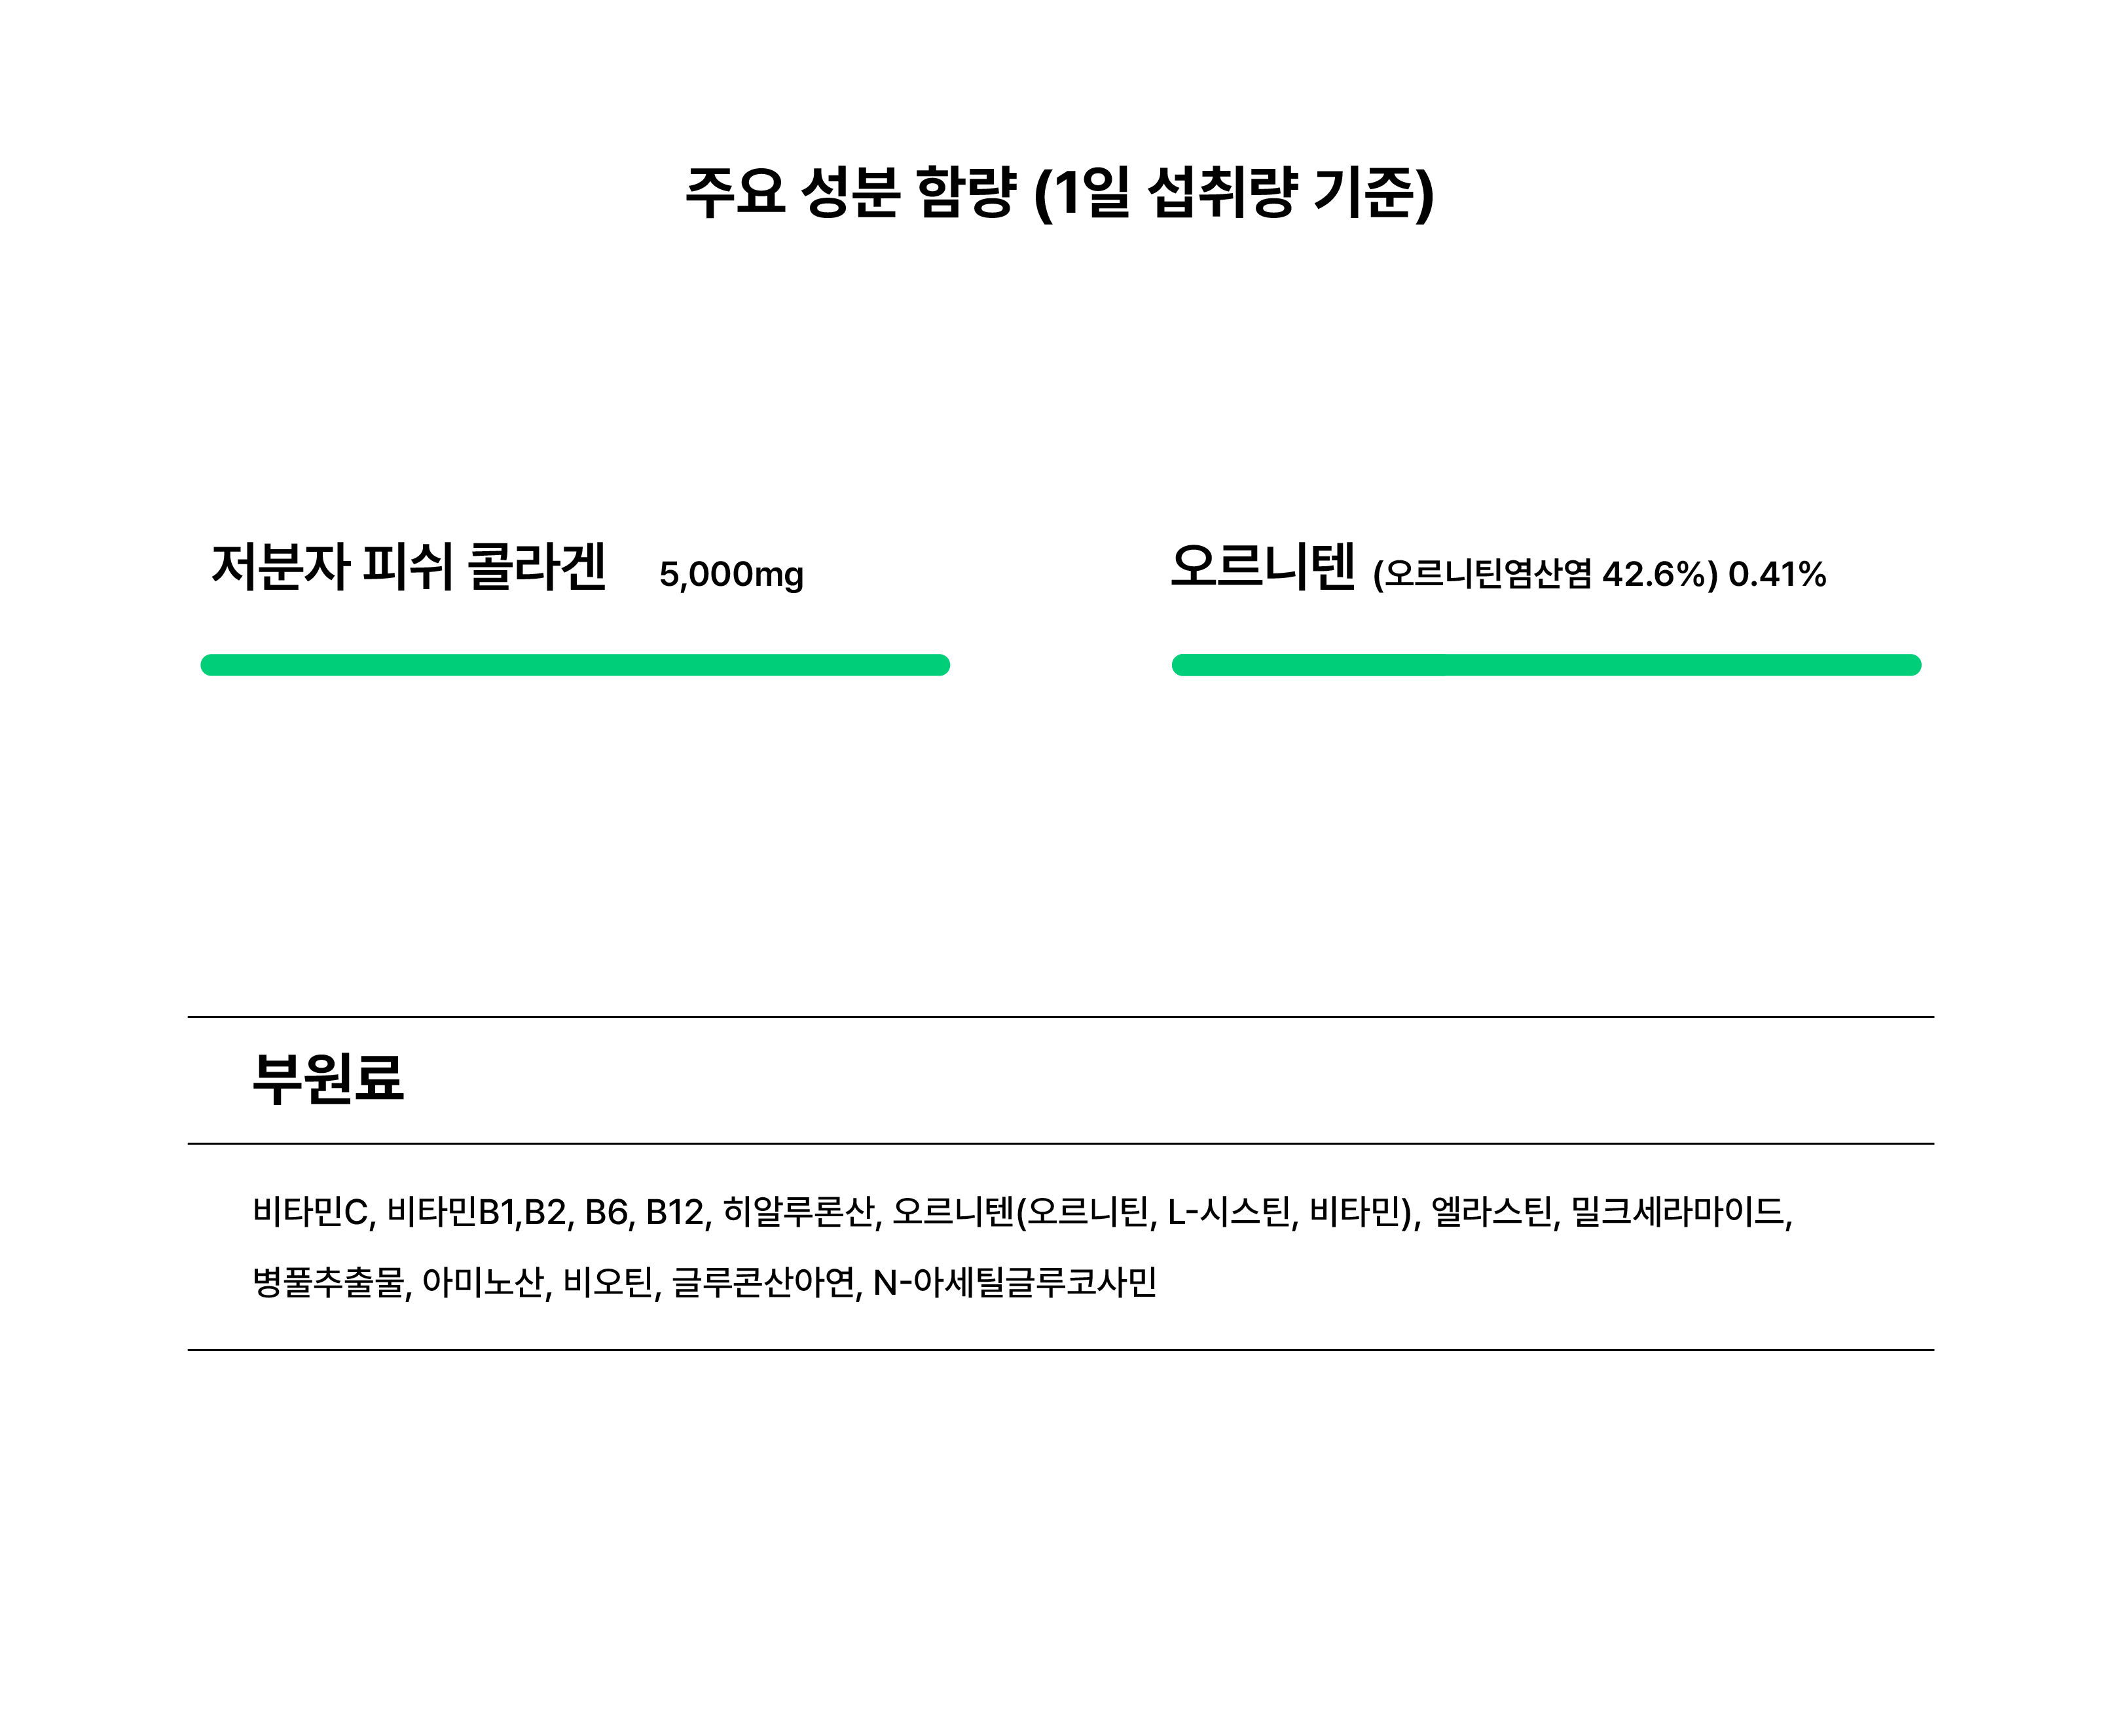 주요 성분 함량 (1일 섭취량 기준)
저분자 피쉬 콜라겐 5,000mg
오르니텐 (오르니틴염산염 42.6%) 0.41%
부원료
비타민C, 비타민B1,B2, B6, B12, 히알루론산, 오르니텐(오르니틴, L-시스틴, 비타민), 엘라스틴, 밀크세라마이드,
병풀추출물, 아미노산, 비오틴, 글루콘산아연, N-아세틸글루코사민